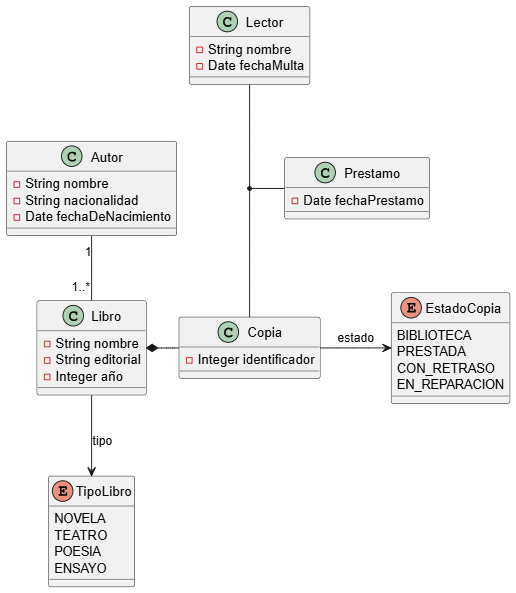 C Lector
String nombre
Date fechaMulta
C Autor
String nombre
String nacionalidad
Date fechaDeNacimiento
C Prestamo
Date fechaPrestamo
1
1..*
C Libro
String nombre
String editorial
Integer año
C Copia
Integer identificador
estado
E EstadoCopia
BIBLIOTECA
PRESTADA
CON_RETRASO
EN_REPARACION
tipo
E TipoLibro
NOVELA
TEATRO
POESIA
ENSAYO